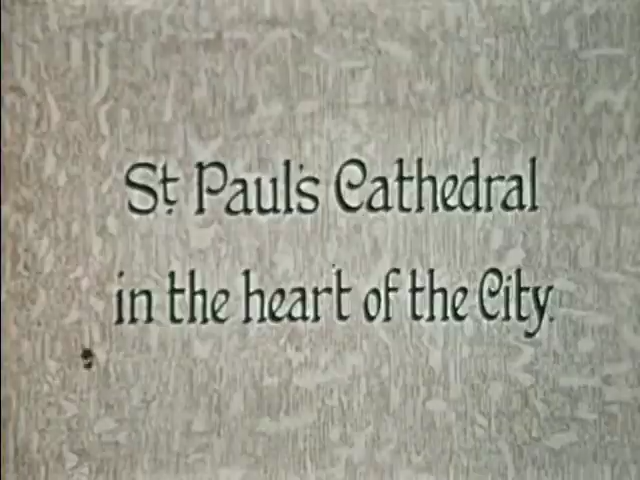 St. Paul's Cathedral
in the heart of the City.